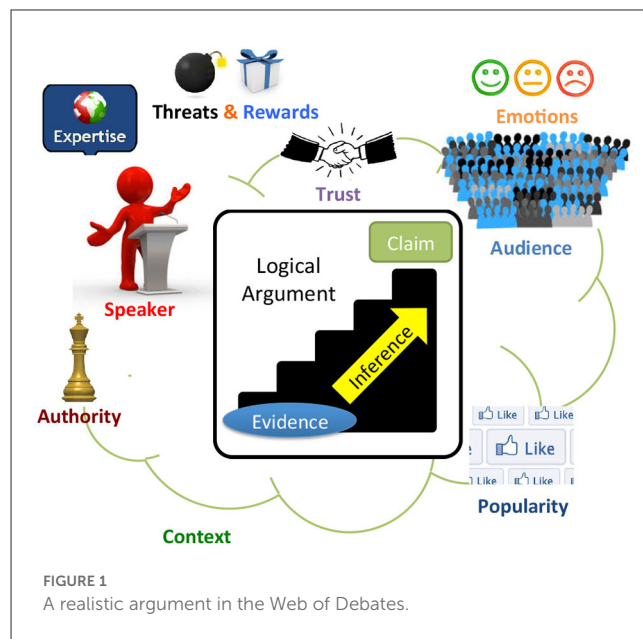 Threats & Rewards
Expertise
Emotions
Trust
Claim
Logical
Argument
Audience
Speaker
Inference
Authority
Evidence
Like
Like
Like
Like
Like
Popularity
Context
FIGURE 1
A realistic argument in the Web of Debates.